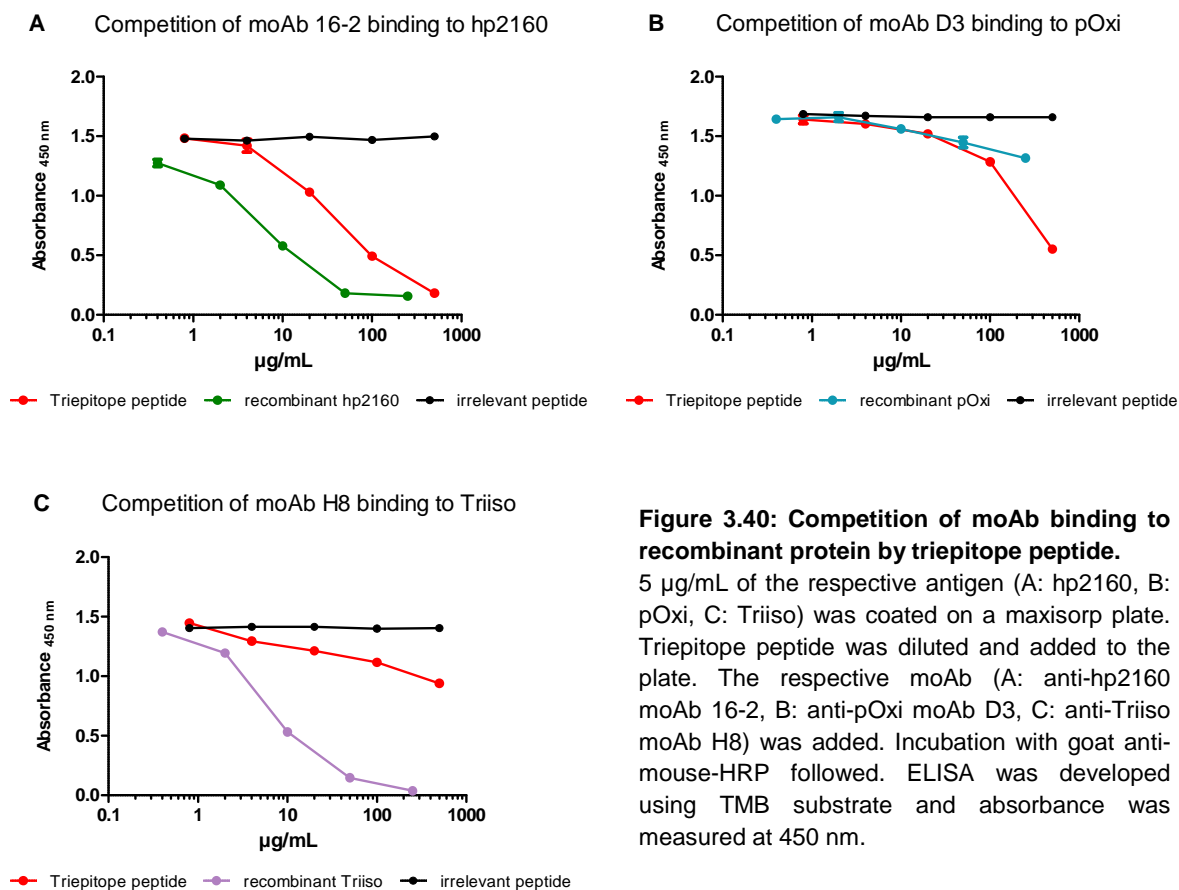 A Competition of moAb 16-2 binding to hp2160
2.0
1.5
1.0
0.5
0.0
Absorbance 450 nm
0.1 1 10 100 1000
µg/mL
Triepitope peptide recombinant hp2160 irrelevant peptide
B Competition of moAb D3 binding to pOxi
2.0
1.5
1.0
0.5
0.0
Absorbance 450 nm
0.1 1 10 100 1000
µg/mL
Triepitope peptide recombinant pOxi irrelevant peptide
C Competition of moAb H8 binding to Triiso
2.0
1.5
1.0
0.5
0.0
Absorbance 450 nm
0.1 1 10 100 1000
µg/mL
Triepitope peptide recombinant Triiso irrelevant peptide
Figure 3.40: Competition of moAb binding to
recombinant protein by triepitope peptide.
5 µg/mL of the respective antigen (A: hp2160, B:
pOxi, C: Triiso) was coated on a maxisorp plate.
Triepitope peptide was diluted and added to the
plate. The respective moAb (A: anti-hp2160
moAb 16-2, B: anti-pOxi moAb D3, C: anti-Triiso
moAb H8) was added. Incubation with goat anti-
mouse-HRP followed. ELISA was developed
using TMB substrate and absorbance was
measured at 450 nm.